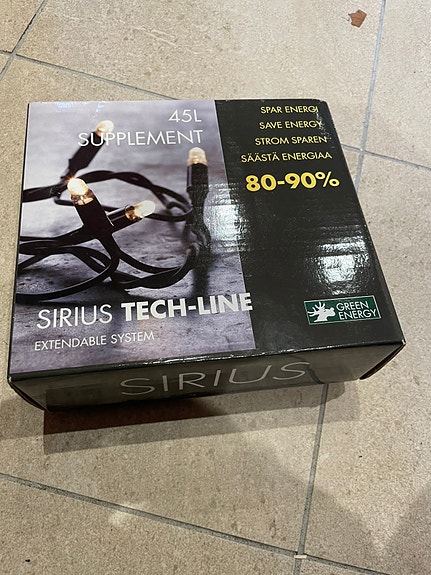 45L
SUPPLEMENT
SPAR ENERGI
SAVE ENERGY
STROM SPAREN
SÄÄSTÄ ENERGIAA
80-90%
SIRIUS TECH-LINE
EXTENDABLE SYSTEM
GREEN
ENERGY
SIRIUS